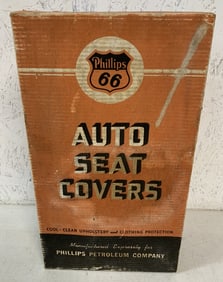 Phillips
66
AUTO
SEAT
COVERS
COOL - CLEAN UPHOLSTERY and CLOTHING PROTECTION
Manufactured Expressly for
PHILLIPS PETROLEUM COMPANY